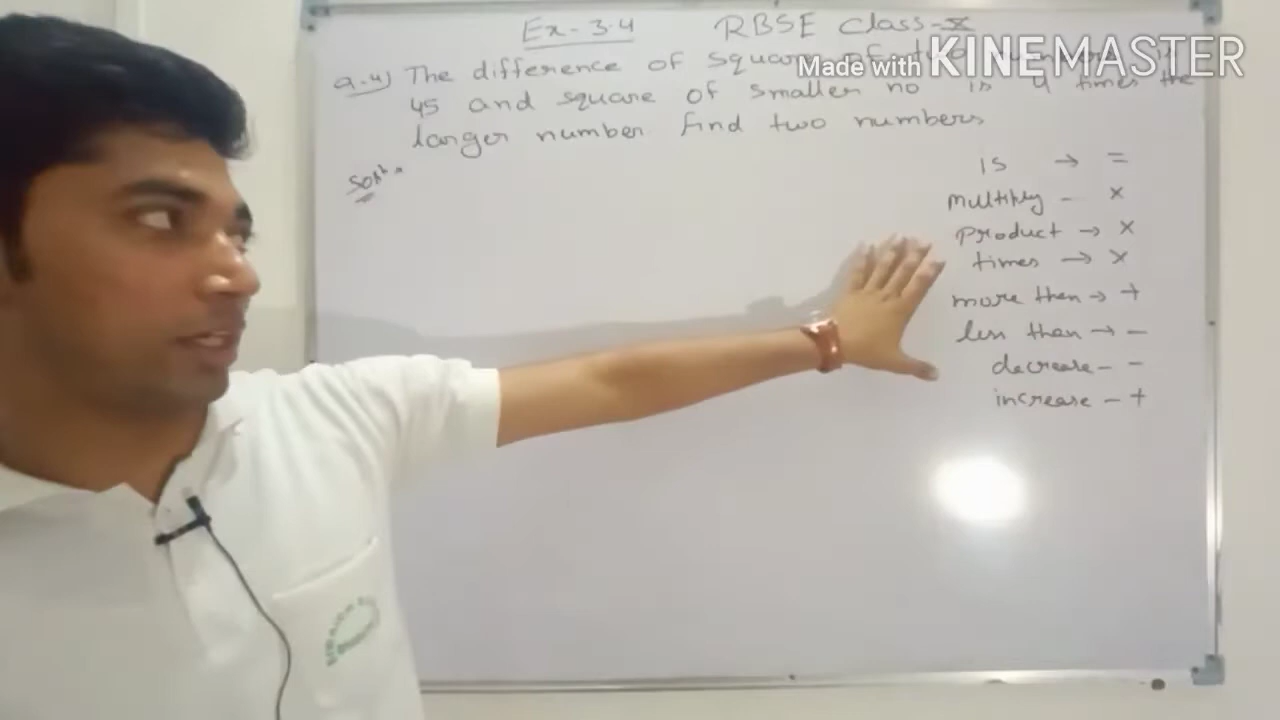 Ex-3.4 RBSE Class-X
Q.4) The difference of square
Made with KINEMASTER
45 and square of smaller no is 4 times the
larger number find two numbers
Solⁿ.
is → =
multiply - ×
product → ×
times → ×
more then → +
less than → -
decrease - -
increase - +